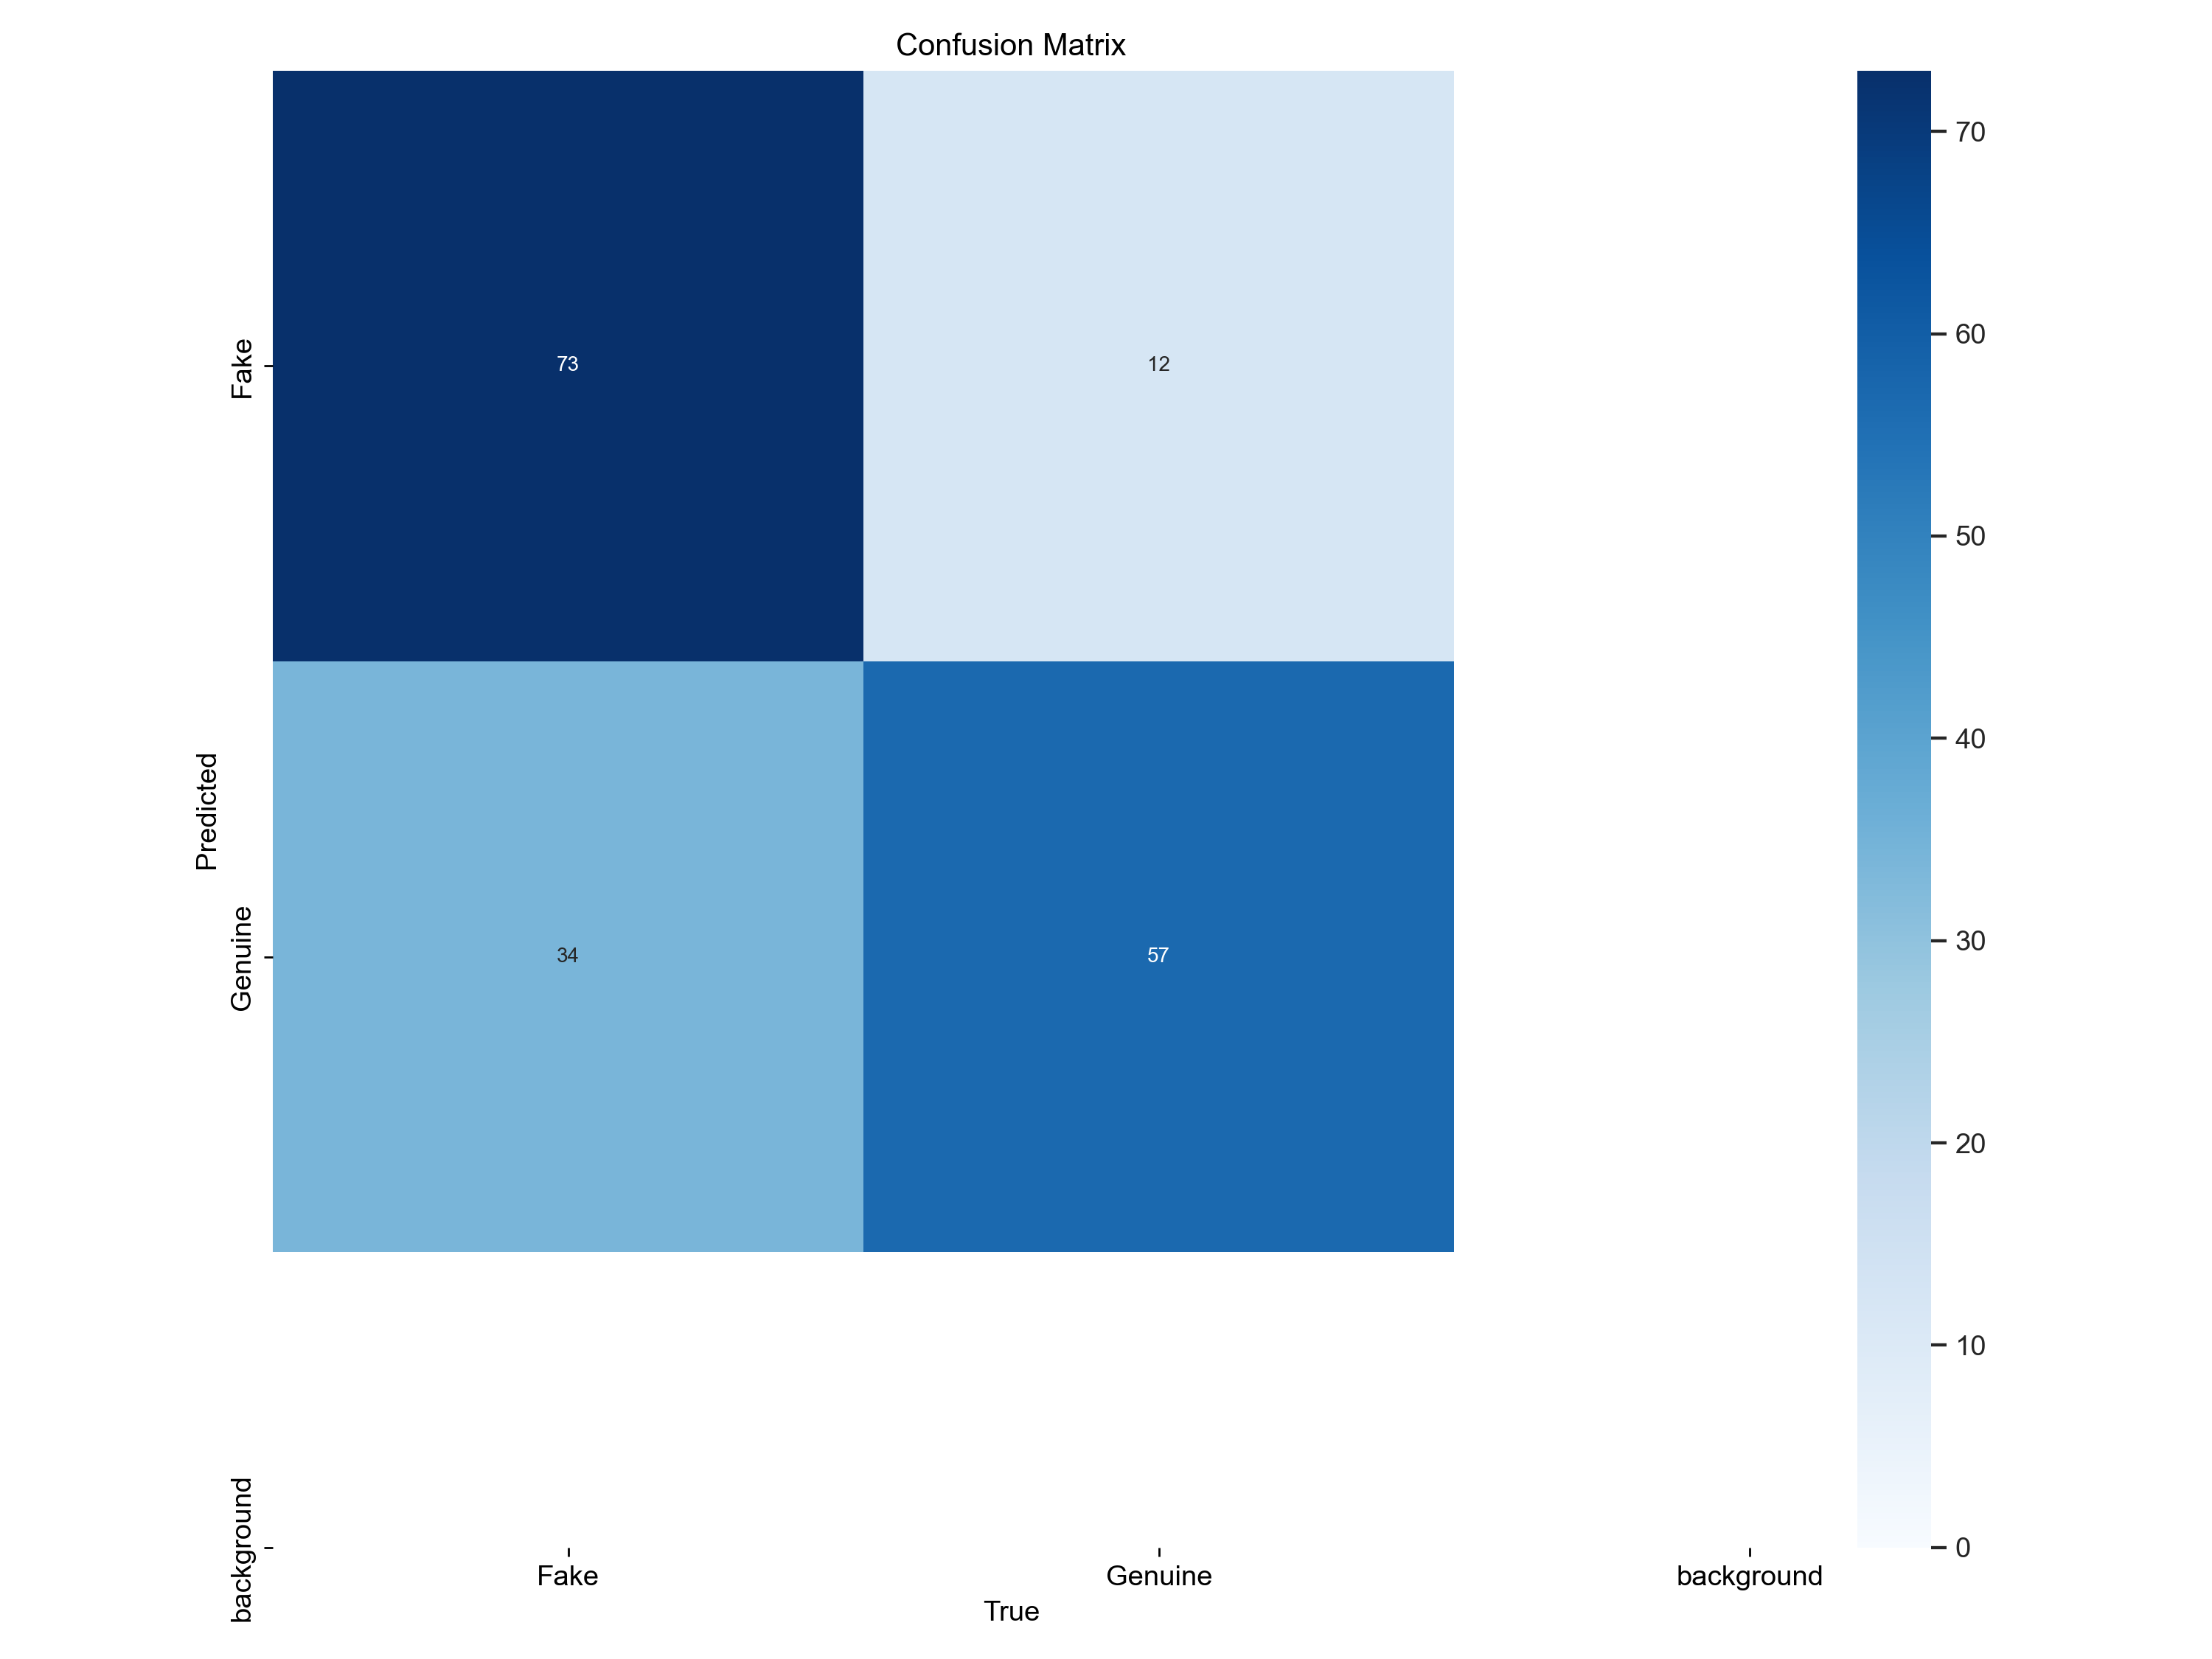 Confusion Matrix
Predicted
Fake
73
12
Genuine
34
57
background
Fake
Genuine
background
True
70
60
50
40
30
20
10
0